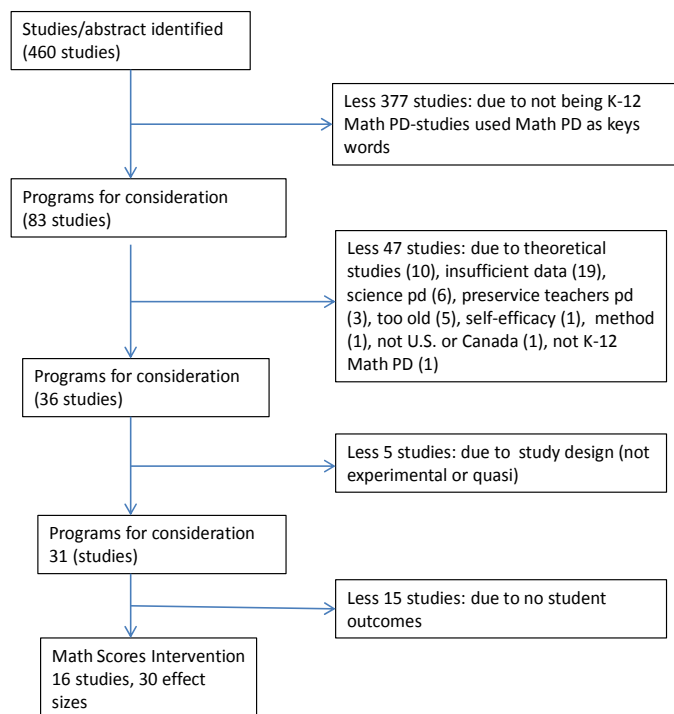 Studies/abstract identified
(460 studies)
Less 377 studies: due to not being K-12
Math PD-studies used Math PD as keys
words
Programs for consideration
(83 studies)
Less 47 studies: due to theoretical
studies (10), insufficient data (19),
science pd (6), preservice teachers pd
(3), too old (5), self-efficacy (1), method
(1), not U.S. or Canada (1), not K-12
Math PD (1)
Programs for consideration
(36 studies)
Less 5 studies: due to study design (not
experimental or quasi)
Programs for consideration
31 (studies)
Less 15 studies: due to no student
outcomes
Math Scores Intervention
16 studies, 30 effect
sizes